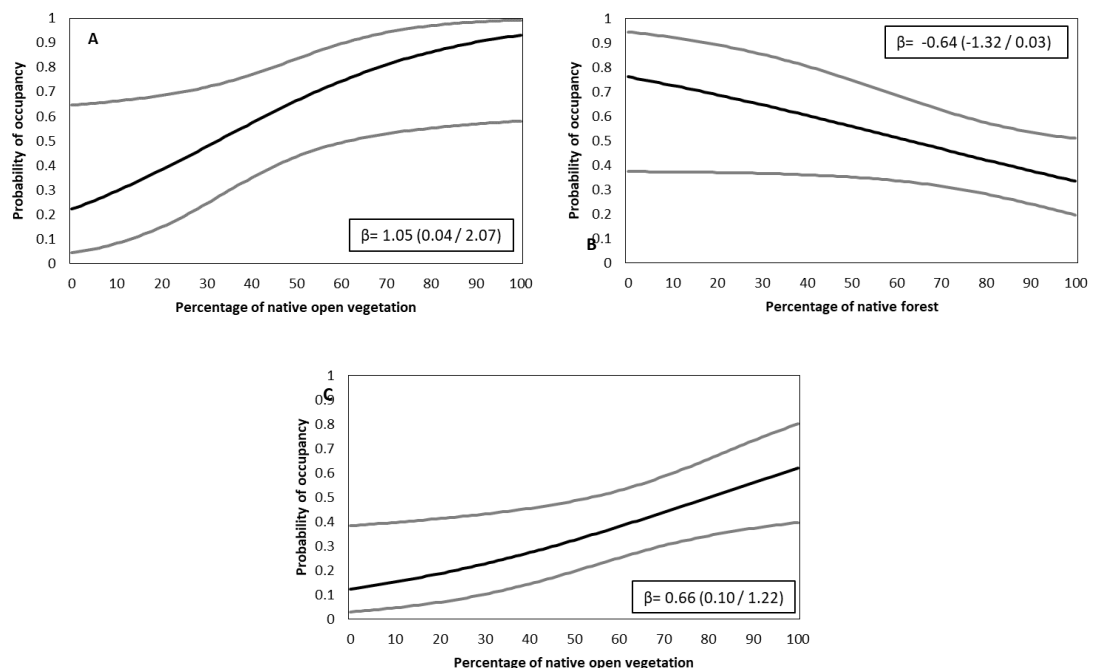 A
Probability of occupancy
1
0.9
0.8
0.7
0.6
0.5
0.4
0.3
0.2
0.1
0
β= 1.05 (0.04 / 2.07)
0 10 20 30 40 50 60 70 80 90 100
Percentage of native open vegetation
B
Probability of occupancy
1
0.9
0.8
0.7
0.6
0.5
0.4
0.3
0.2
0.1
0
β= -0.64 (-1.32 / 0.03)
0 10 20 30 40 50 60 70 80 90 100
Percentage of native forest
C
Probability of occupancy
1
0.9
0.8
0.7
0.6
0.5
0.4
0.3
0.2
0.1
0
β= 0.66 (0.10 / 1.22)
0 10 20 30 40 50 60 70 80 90 100
Percentage of native open vegetation